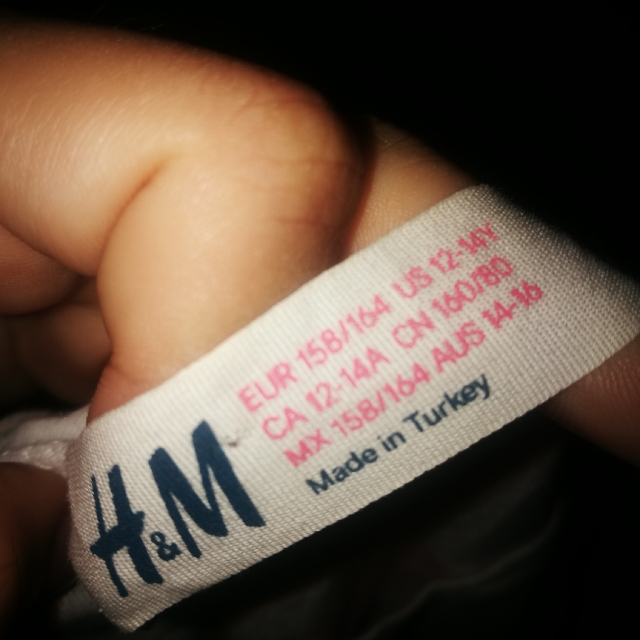 H&M
EUR 158/164 US 12-14Y
CA 12-14A CN 160/80
MX 158/164 AUS 14-16
Made in Turkey